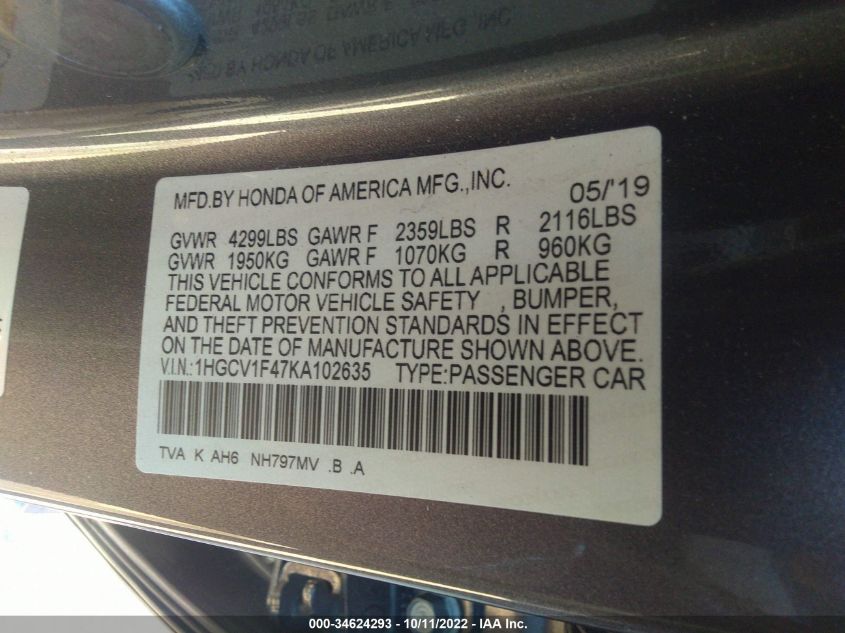 MFD.BY HONDA OF AMERICA MFG.,INC. 05/'19
GVWR 4299LBS GAWR F 2359LBS R 2116LBS
GVWR 1950KG GAWR F 1070KG R 960KG
THIS VEHICLE CONFORMS TO ALL APPLICABLE
FEDERAL MOTOR VEHICLE SAFETY , BUMPER,
AND THEFT PREVENTION STANDARDS IN EFFECT
ON THE DATE OF MANUFACTURE SHOWN ABOVE.
V.I.N.:1HGCV1F47KA102635 TYPE:PASSENGER CAR
TVA K AH6 NH797MV .B .A
000-34624293 - 10/11/2022 - IAA Inc.